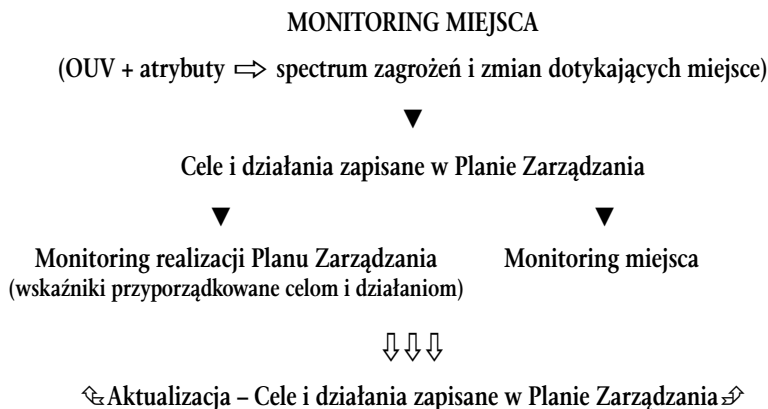 MONITORING MIEJSCA
(OUV + atrybuty ⇨ spectrum zagrożeń i zmian dotykających miejsce)
▼
Cele i działania zapisane w Planie Zarządzania
▼ ▼
Monitoring realizacji Planu Zarządzania Monitoring miejsca
(wskaźniki przyporządkowane celom i działaniom)
⇩⇩⇩
Aktualizacja – Cele i działania zapisane w Planie Zarządzania